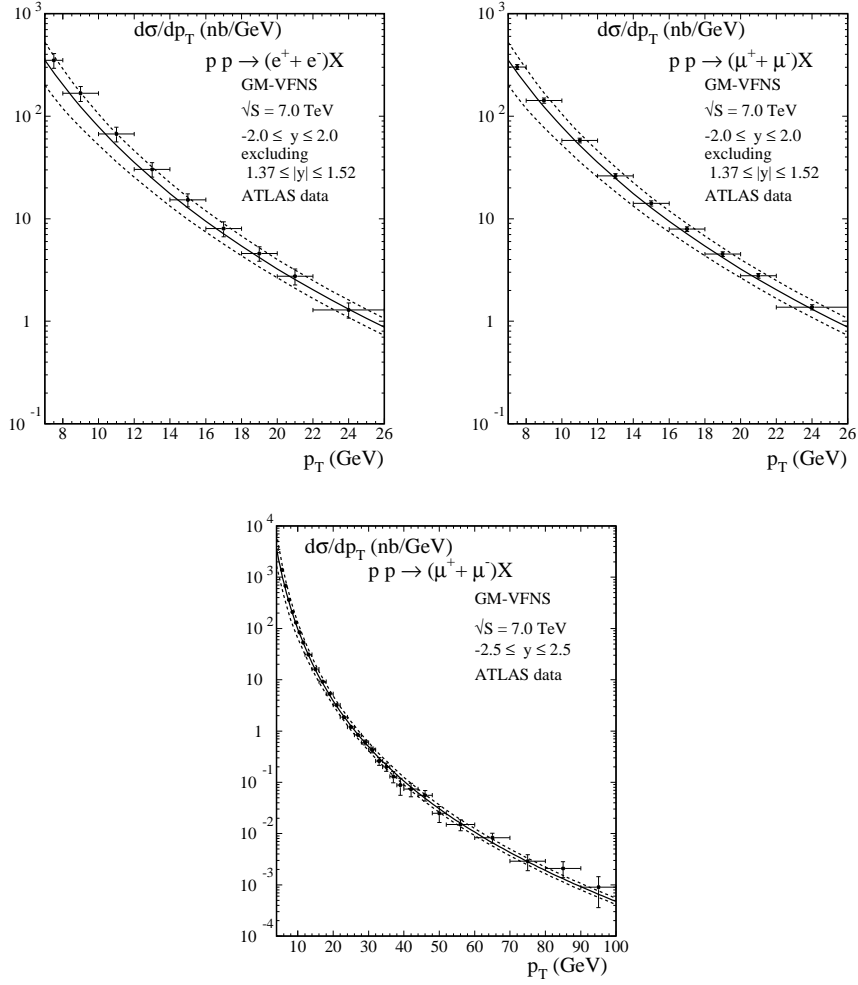 dσ/dp_T (nb/GeV)
p p → (e⁺ + e⁻)X
GM-VFNS
√S = 7.0 TeV
-2.0 ≤ y ≤ 2.0
excluding
1.37 ≤ |y| ≤ 1.52
ATLAS data
10³
10²
10
1
10⁻¹
8 10 12 14 16 18 20 22 24 26
p_T (GeV)
dσ/dp_T (nb/GeV)
p p → (μ⁺ + μ⁻)X
GM-VFNS
√S = 7.0 TeV
-2.0 ≤ y ≤ 2.0
excluding
1.37 ≤ |y| ≤ 1.52
ATLAS data
10³
10²
10
1
10⁻¹
8 10 12 14 16 18 20 22 24 26
p_T (GeV)
dσ/dp_T (nb/GeV)
p p → (μ⁺ + μ⁻)X
GM-VFNS
√S = 7.0 TeV
-2.5 ≤ y ≤ 2.5
ATLAS data
10⁴
10³
10²
10
1
10⁻¹
10⁻²
10⁻³
10⁻⁴
10 20 30 40 50 60 70 80 90 100
p_T (GeV)